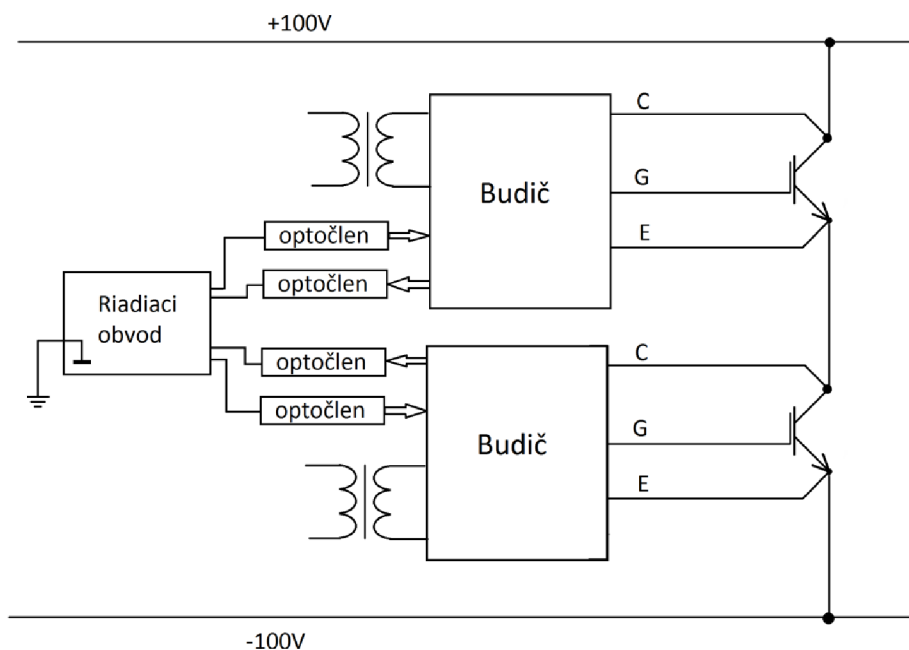 +100V
C
Budič
G
optočlen
E
optočlen
Riadiaci
obvod
optočlen
C
optočlen
Budič
G
E
-100V